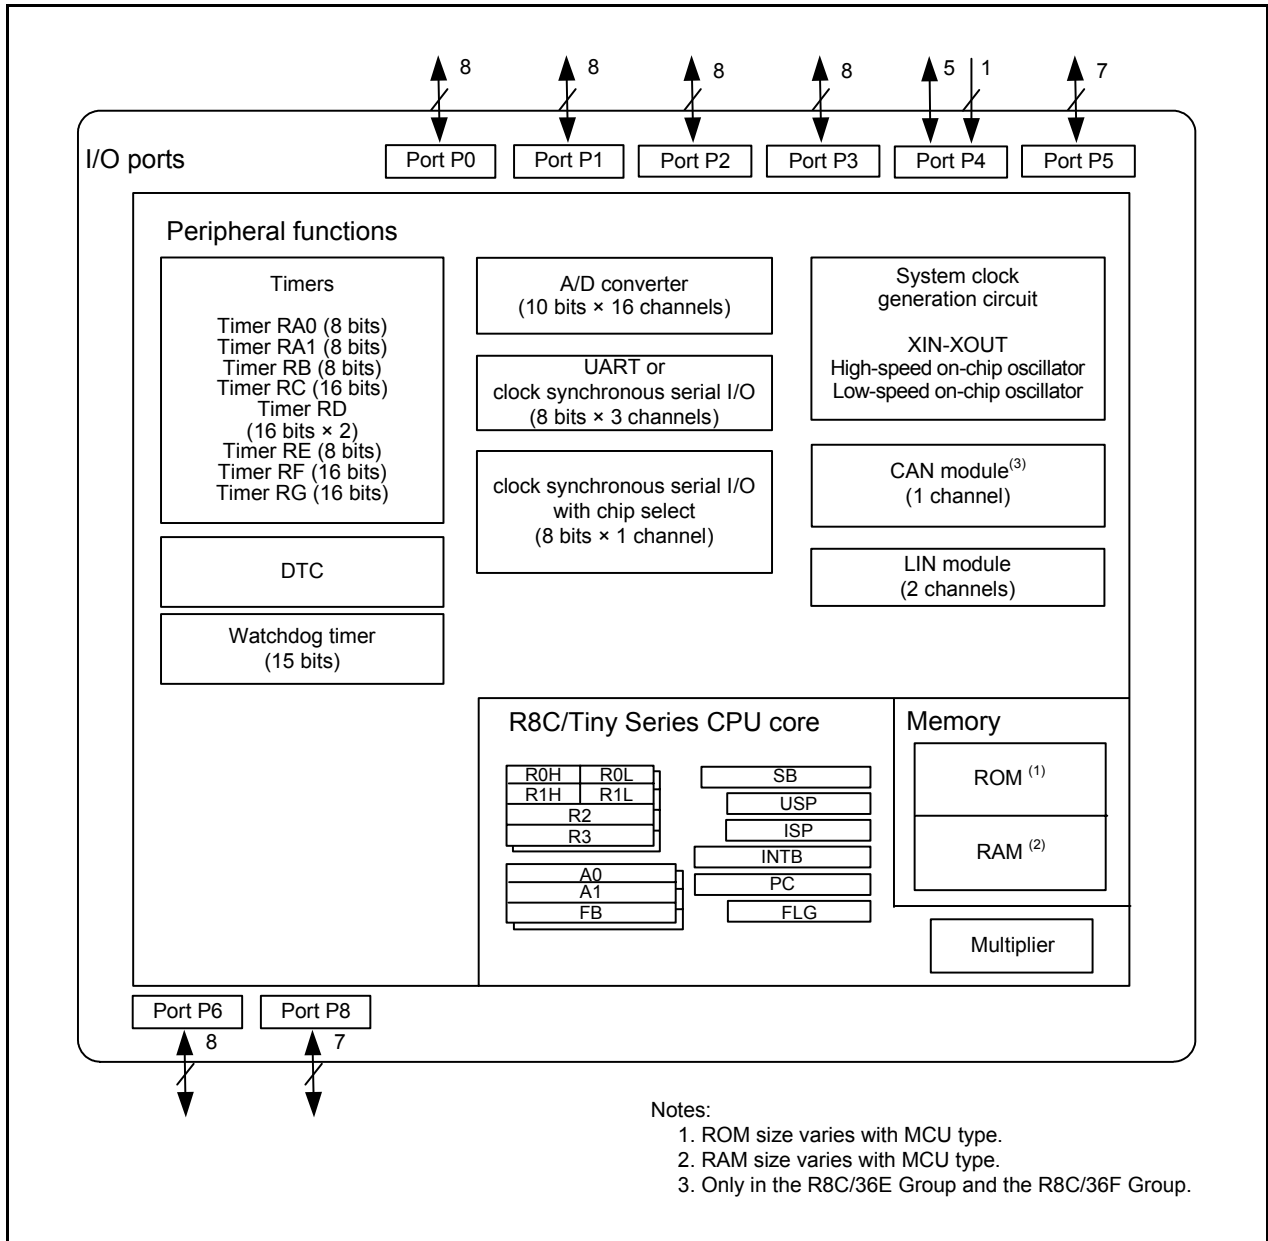 8 8 8 8 5 1 7
I/O ports
Port P0 Port P1 Port P2 Port P3 Port P4 Port P5
Peripheral functions
Timers
Timer RA0 (8 bits)
Timer RA1 (8 bits)
Timer RB (8 bits)
Timer RC (16 bits)
Timer RD
(16 bits × 2)
Timer RE (8 bits)
Timer RF (16 bits)
Timer RG (16 bits)
DTC
Watchdog timer
(15 bits)
A/D converter
(10 bits × 16 channels)
UART or
clock synchronous serial I/O
(8 bits × 3 channels)
clock synchronous serial I/O
with chip select
(8 bits × 1 channel)
System clock
generation circuit
XIN-XOUT
High-speed on-chip oscillator
Low-speed on-chip oscillator
CAN module(3)
(1 channel)
LIN module
(2 channels)
R8C/Tiny Series CPU core
R0H R0L
R1H R1L
R2
R3
A0
A1
FB
SB
USP
ISP
INTB
PC
FLG
Memory
ROM (1)
RAM (2)
Multiplier
Port P6 Port P8
8 7
Notes:
1. ROM size varies with MCU type.
2. RAM size varies with MCU type.
3. Only in the R8C/36E Group and the R8C/36F Group.